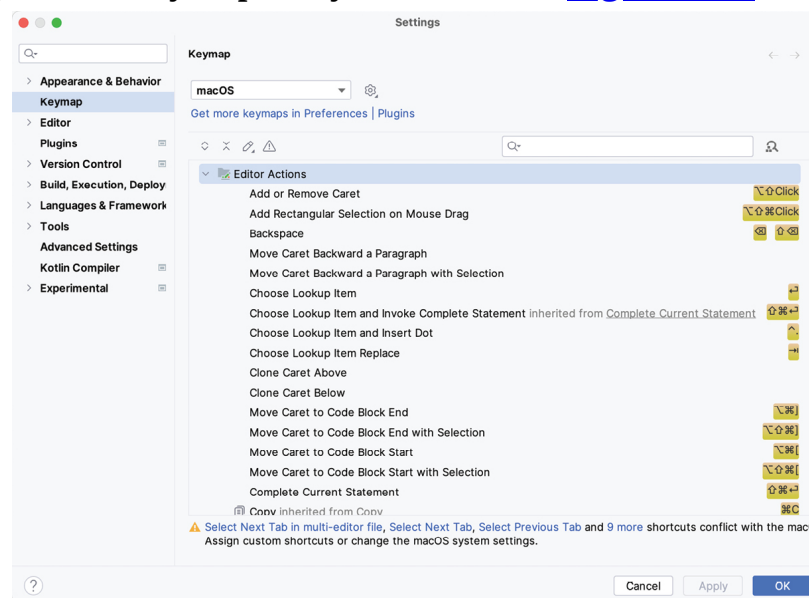 Settings
Keymap
Appearance & Behavior
Keymap
Editor
Plugins
Version Control
Build, Execution, Deploy
Languages & Framework
Tools
Advanced Settings
Kotlin Compiler
Experimental
macOS
Get more keymaps in Preferences | Plugins
Editor Actions
Add or Remove Caret ⌥⇧Click
Add Rectangular Selection on Mouse Drag ⌥⇧⌘Click
Backspace ⌫ ⇧⌫
Move Caret Backward a Paragraph
Move Caret Backward a Paragraph with Selection
Choose Lookup Item ⏎
Choose Lookup Item and Invoke Complete Statement inherited from Complete Current Statement ⇧⌘⏎
Choose Lookup Item and Insert Dot ^.
Choose Lookup Item Replace ⇥
Clone Caret Above
Clone Caret Below
Move Caret to Code Block End ⌥⌘]
Move Caret to Code Block End with Selection ⌥⇧⌘]
Move Caret to Code Block Start ⌥⌘[
Move Caret to Code Block Start with Selection ⌥⇧⌘[
Complete Current Statement ⇧⌘⏎
Copy inherited from Copy ⌘C
Select Next Tab in multi-editor file, Select Next Tab, Select Previous Tab and 9 more shortcuts conflict with the mac
Assign custom shortcuts or change the macOS system settings.
?
Cancel
Apply
OK